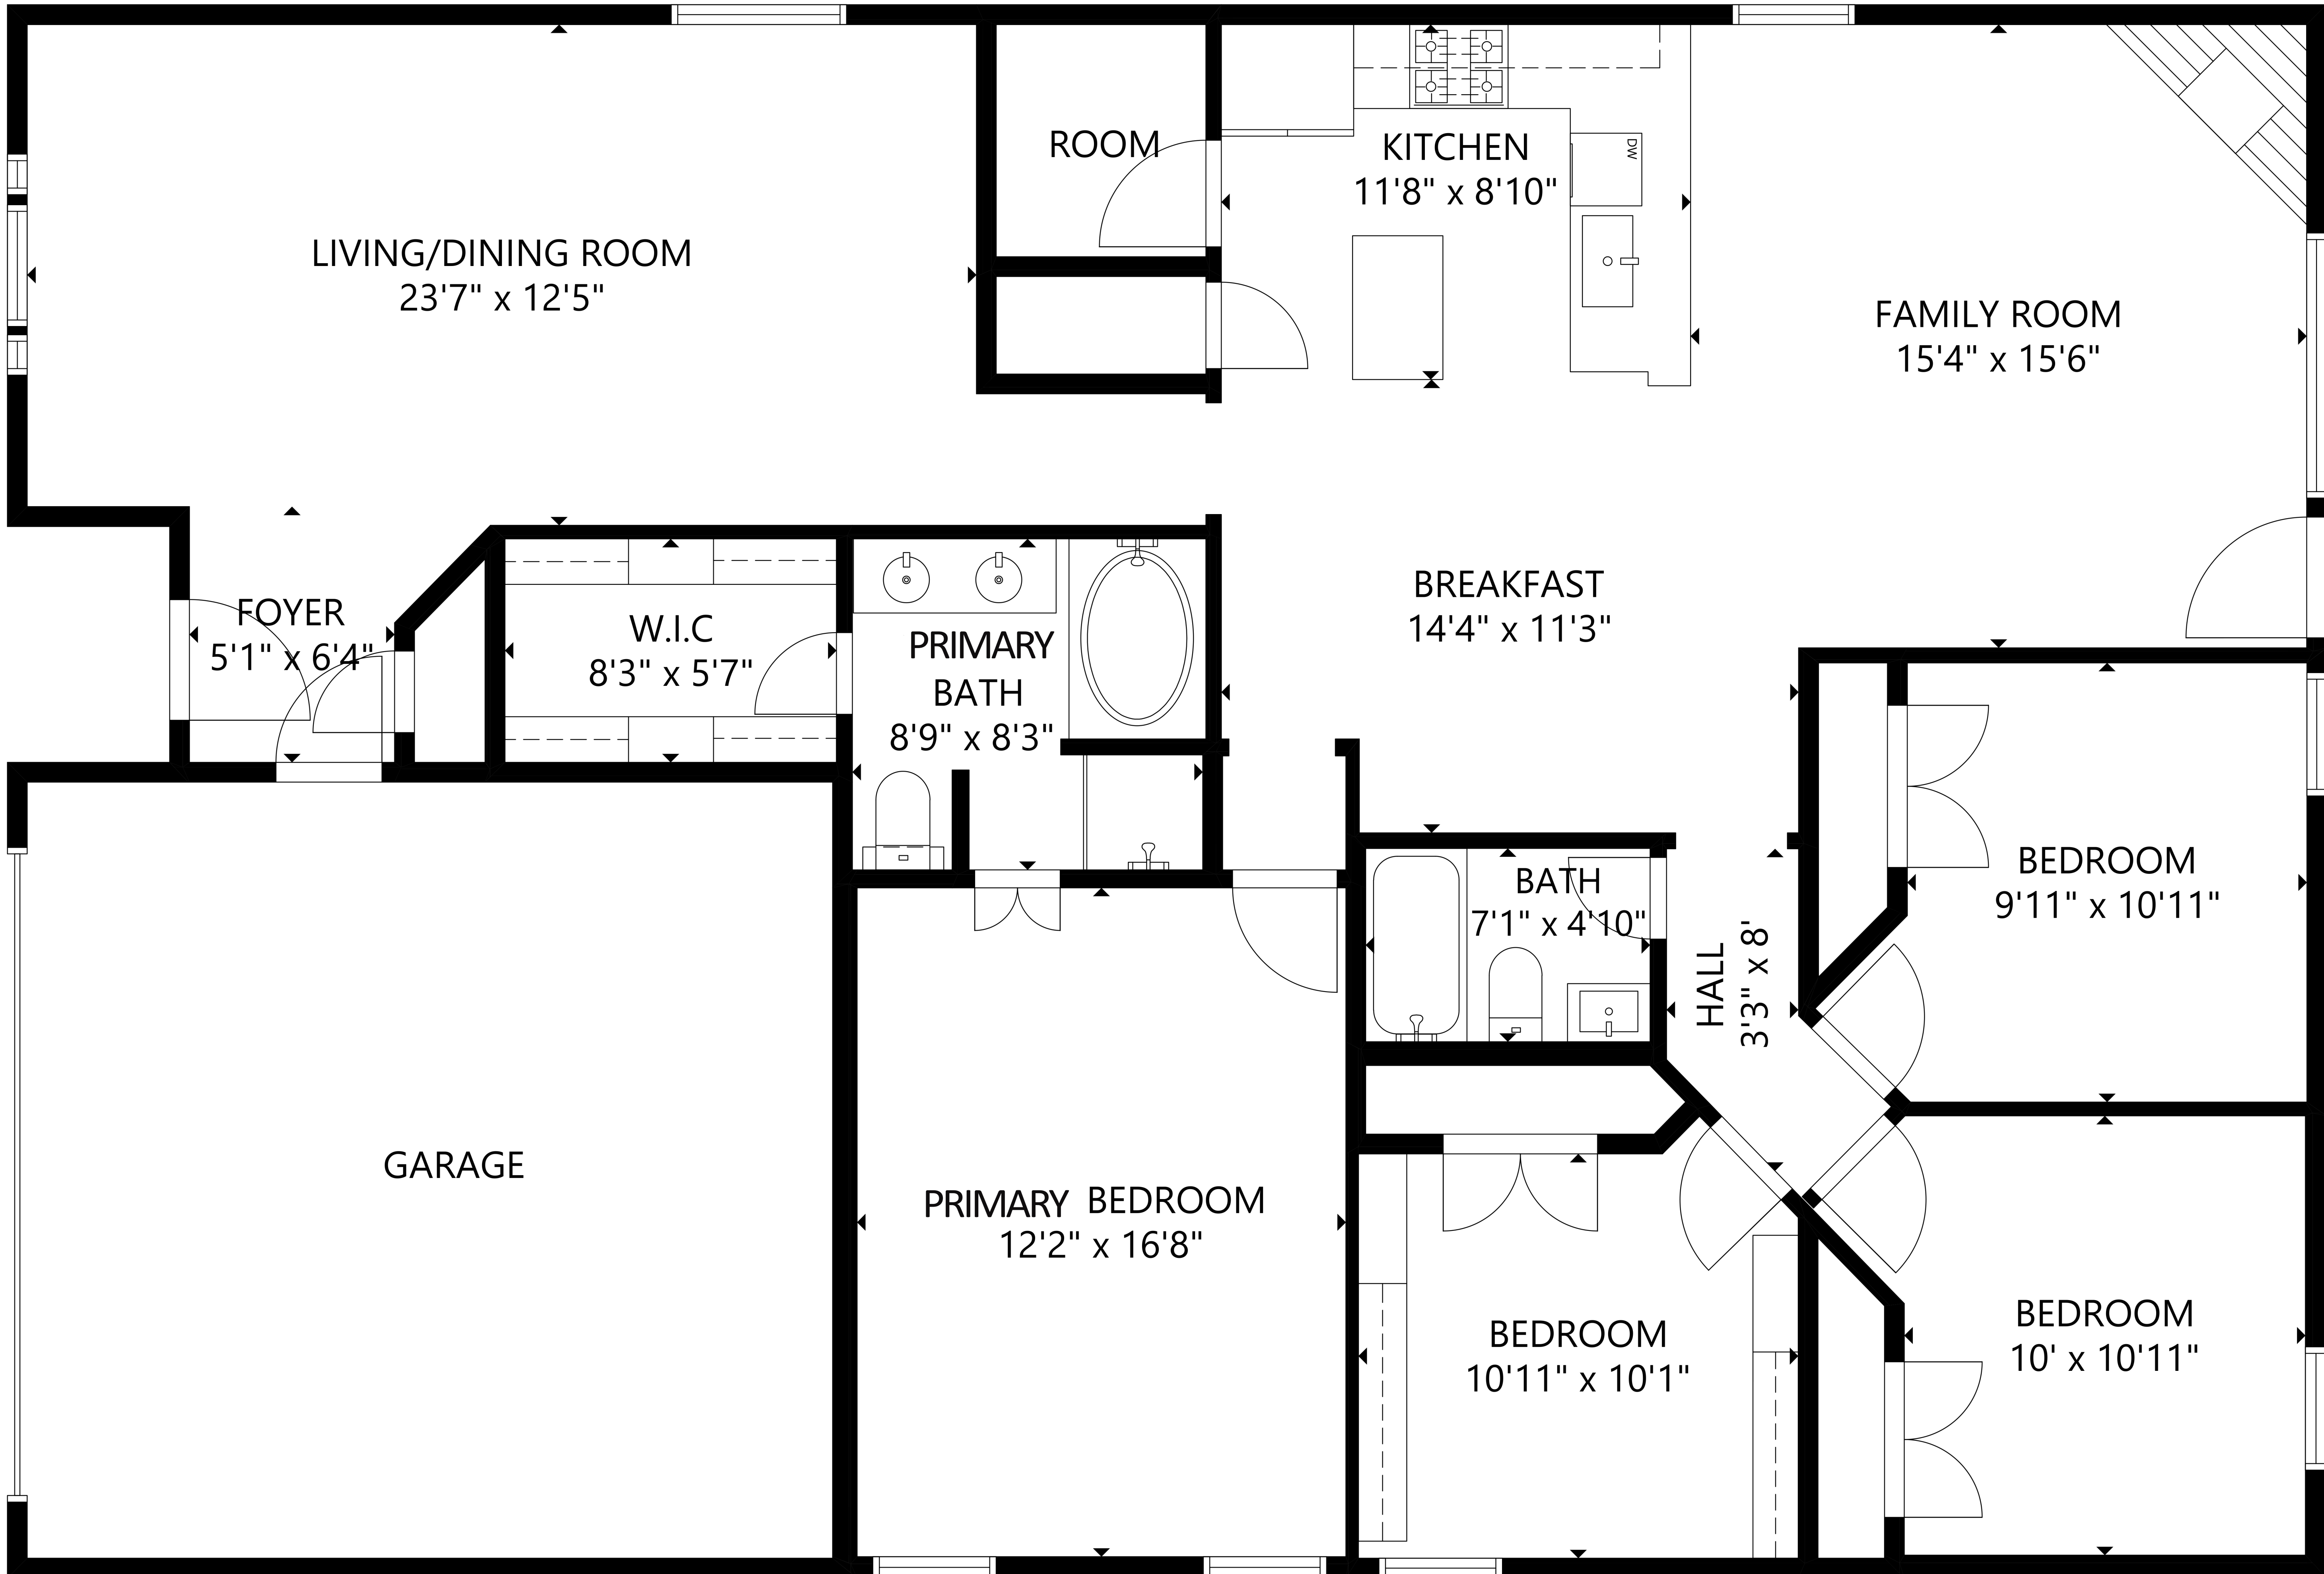 ROOM
KITCHEN
11'8" x 8'10"
DW
LIVING/DINING ROOM
23'7" x 12'5"
FAMILY ROOM
15'4" x 15'6"
FOYER
5'1" x 6'4"
W.I.C
8'3" x 5'7"
PRIMARY
BATH
8'9" x 8'3"
BREAKFAST
14'4" x 11'3"
BEDROOM
9'11" x 10'11"
BATH
7'1" x 4'10"
HALL
3'3" x 8'
GARAGE
PRIMARY BEDROOM
12'2" x 16'8"
BEDROOM
10'11" x 10'1"
BEDROOM
10' x 10'11"